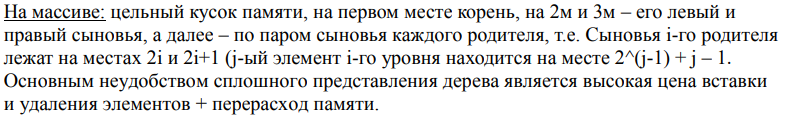 На массиве: цельный кусок памяти, на первом месте корень, на 2м и 3м – его левый и
правый сыновья, а далее – по паром сыновья каждого родителя, т.е. Сыновья i-го родителя
лежат на местах 2i и 2i+1 (j-ый элемент i-го уровня находится на месте 2^(j-1) + j – 1.
Основным неудобством сплошного представления дерева является высокая цена вставки
и удаления элементов + перерасход памяти.